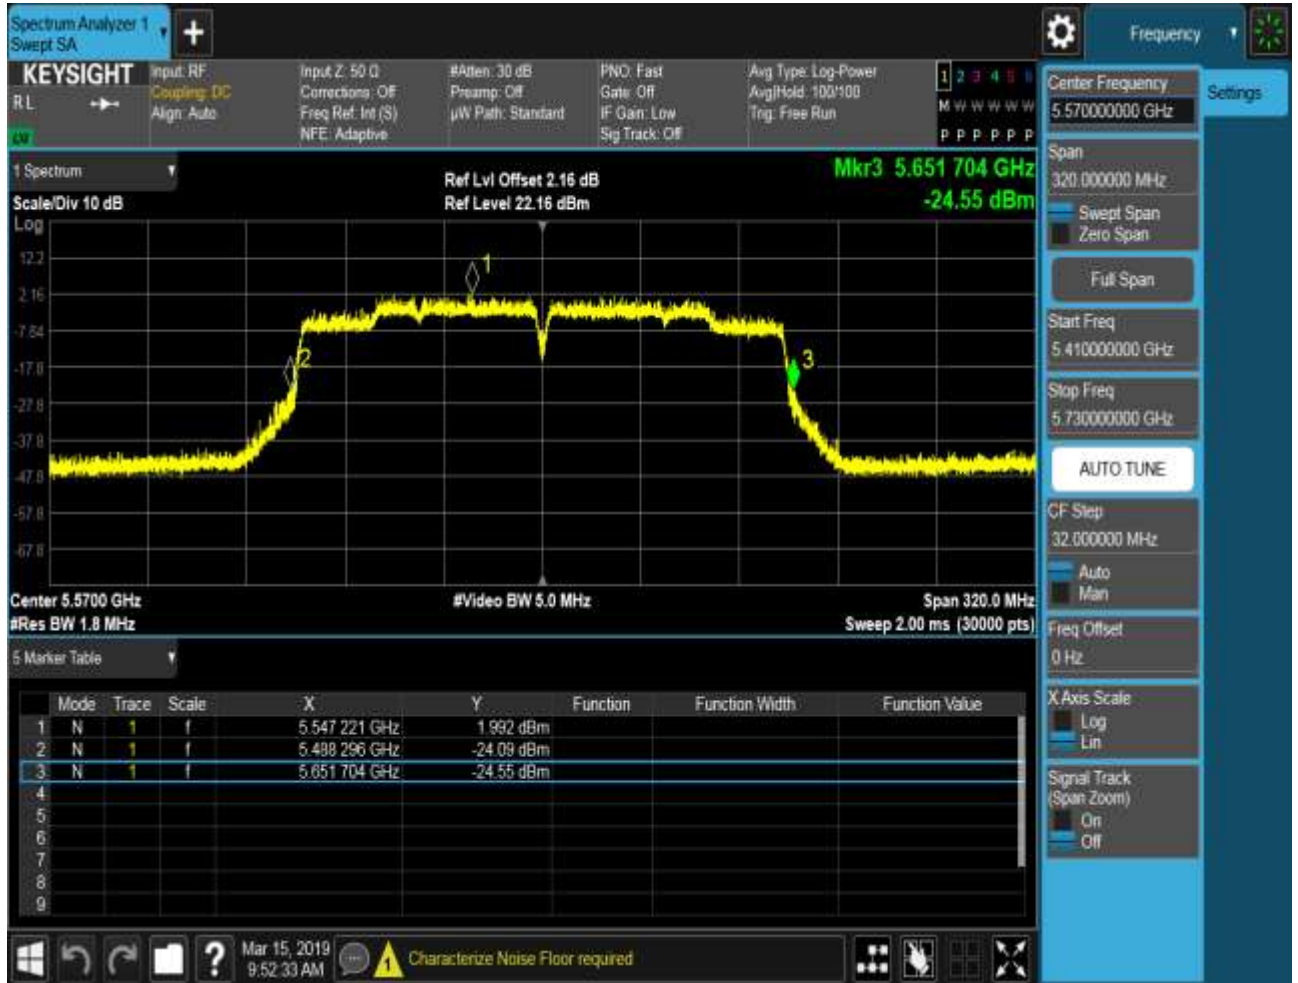 Spectrum Analyzer 1
Swept SA
+
Frequency
KEYSIGHT
RL
Input: RF
Coupling: DC
Align: Auto
Input Z: 50 Ω
Corrections: Off
Freq Ref: Int (S)
NFE: Adaptive
#Atten: 30 dB
Preamp: Off
µW Path: Standard
PNO: Fast
Gate: Off
IF Gain: Low
Sig Track: Off
Avg Type: Log-Power
Avg|Hold: 100/100
Trig: Free Run
1 2 3 4 5 6
M W W W W W
P P P P P P
1 Spectrum
Scale/Div 10 dB
Ref Lvl Offset 2.16 dB
Ref Level 22.16 dBm
Mkr3 5.651 704 GHz
-24.55 dBm
Log
12.2
2.16
-7.84
-17.8
-27.8
-37.8
-47.8
-57.8
-67.8
1
2
3
Center 5.5700 GHz
#Video BW 5.0 MHz
Span 320.0 MHz
#Res BW 1.8 MHz
Sweep 2.00 ms (30000 pts)
5 Marker Table
Mode Trace Scale X Y Function Function Width Function Value
1 N 1 f 5.547 221 GHz 1.992 dBm
2 N 1 f 5.488 296 GHz -24.09 dBm
3 N 1 f 5.651 704 GHz -24.55 dBm
4
5
6
7
8
9
?
Mar 15, 2019
9:52:33 AM
1
Characterize Noise Floor required
Center Frequency
5.570000000 GHz
Settings
Span
320.000000 MHz
Swept Span
Zero Span
Full Span
Start Freq
5.410000000 GHz
Stop Freq
5.730000000 GHz
AUTO TUNE
CF Step
32.000000 MHz
Auto
Man
Freq Offset
0 Hz
X Axis Scale
Log
Lin
Signal Track
(Span Zoom)
On
Off